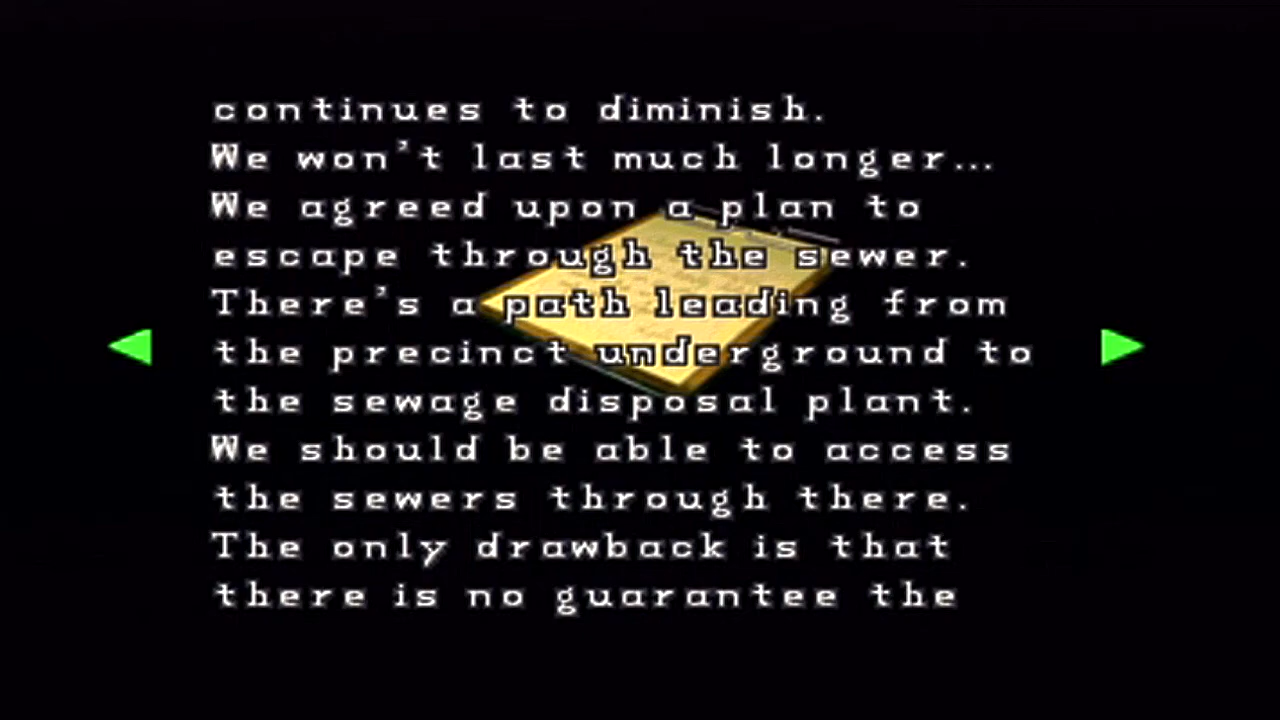 continues to diminish.
We won't last much longer...
We agreed upon a plan to
escape through the sewer.
There's a path leading from
the precinct underground to
the sewage disposal plant.
We should be able to access
the sewers through there.
The only drawback is that
there is no guarantee the